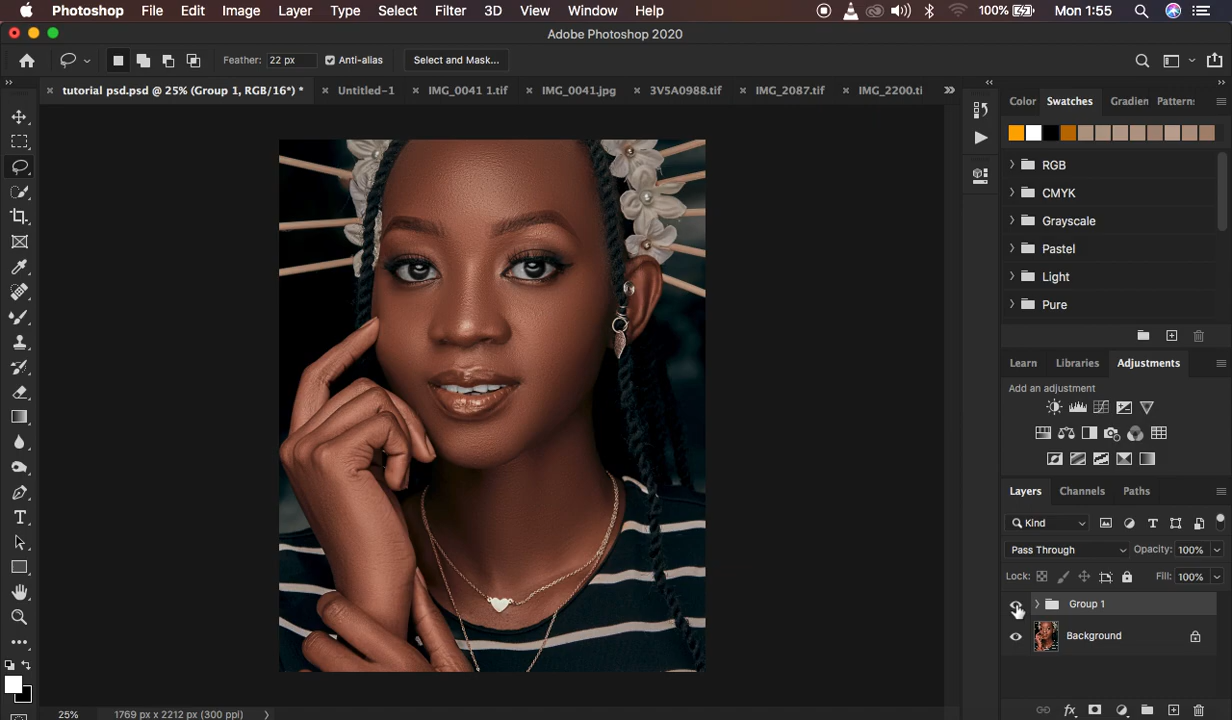 Photoshop File Edit Image Layer Type Select Filter 3D View Window Help 100% Mon 1:55
Adobe Photoshop 2020
Feather: 22 px Anti-alias Select and Mask...
tutorial psd.psd @ 25% (Group 1, RGB/16*) * Untitled-1 IMG_0041 1.tif IMG_0041.jpg 3V5A0988.tif IMG_2087.tif IMG_2200.ti
Color Swatches Gradien Pattern:
RGB
CMYK
Grayscale
Pastel
Light
Pure
Learn Libraries Adjustments
Add an adjustment
Layers Channels Paths
Kind
Pass Through Opacity: 100%
Lock: Fill: 100%
Group 1
Background
25% 1769 px x 2212 px (300 ppi)